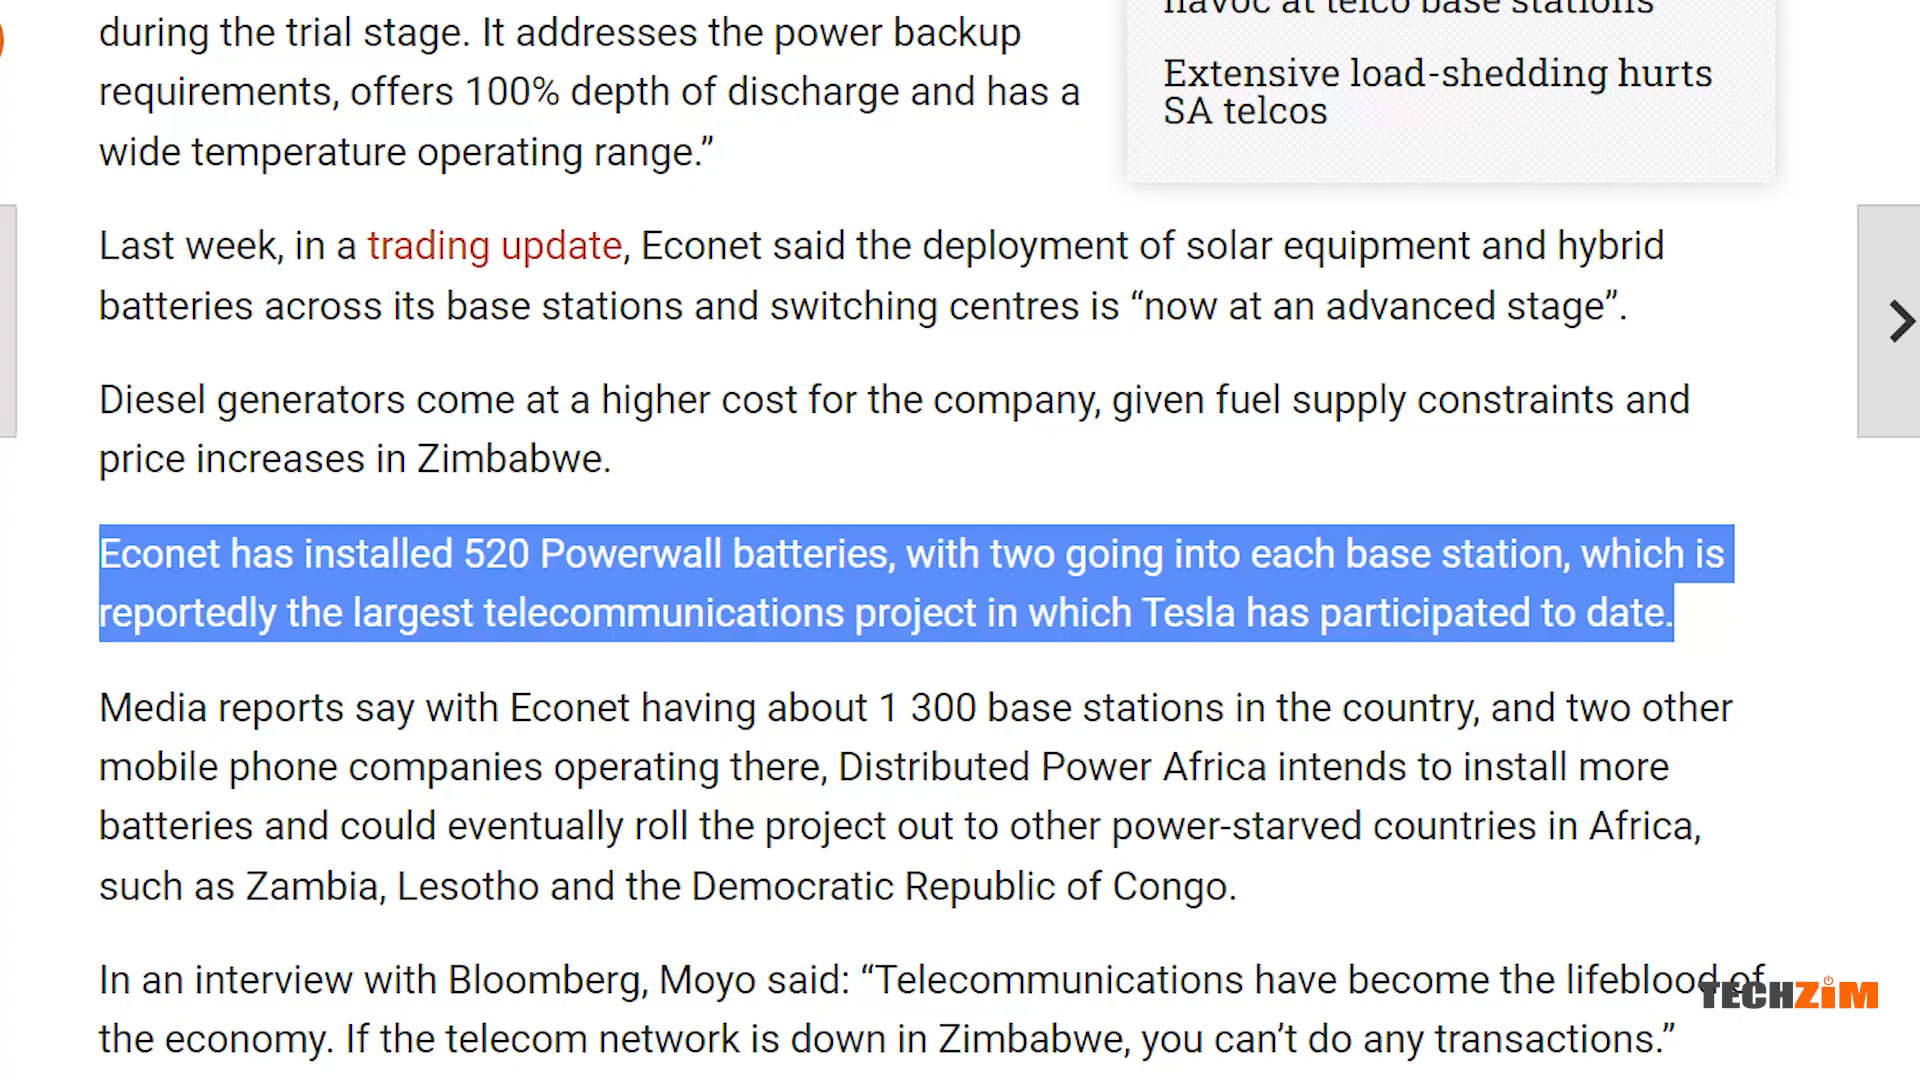 during the trial stage. It addresses the power backup
requirements, offers 100% depth of discharge and has a
wide temperature operating range.”
havoc at telco base stations
Extensive load-shedding hurts
SA telcos
Last week, in a trading update, Econet said the deployment of solar equipment and hybrid
batteries across its base stations and switching centres is “now at an advanced stage”.
Diesel generators come at a higher cost for the company, given fuel supply constraints and
price increases in Zimbabwe.
Econet has installed 520 Powerwall batteries, with two going into each base station, which is
reportedly the largest telecommunications project in which Tesla has participated to date.
Media reports say with Econet having about 1 300 base stations in the country, and two other
mobile phone companies operating there, Distributed Power Africa intends to install more
batteries and could eventually roll the project out to other power-starved countries in Africa,
such as Zambia, Lesotho and the Democratic Republic of Congo.
In an interview with Bloomberg, Moyo said: “Telecommunications have become the lifeblood of
the economy. If the telecom network is down in Zimbabwe, you can’t do any transactions.”
TECHZiM